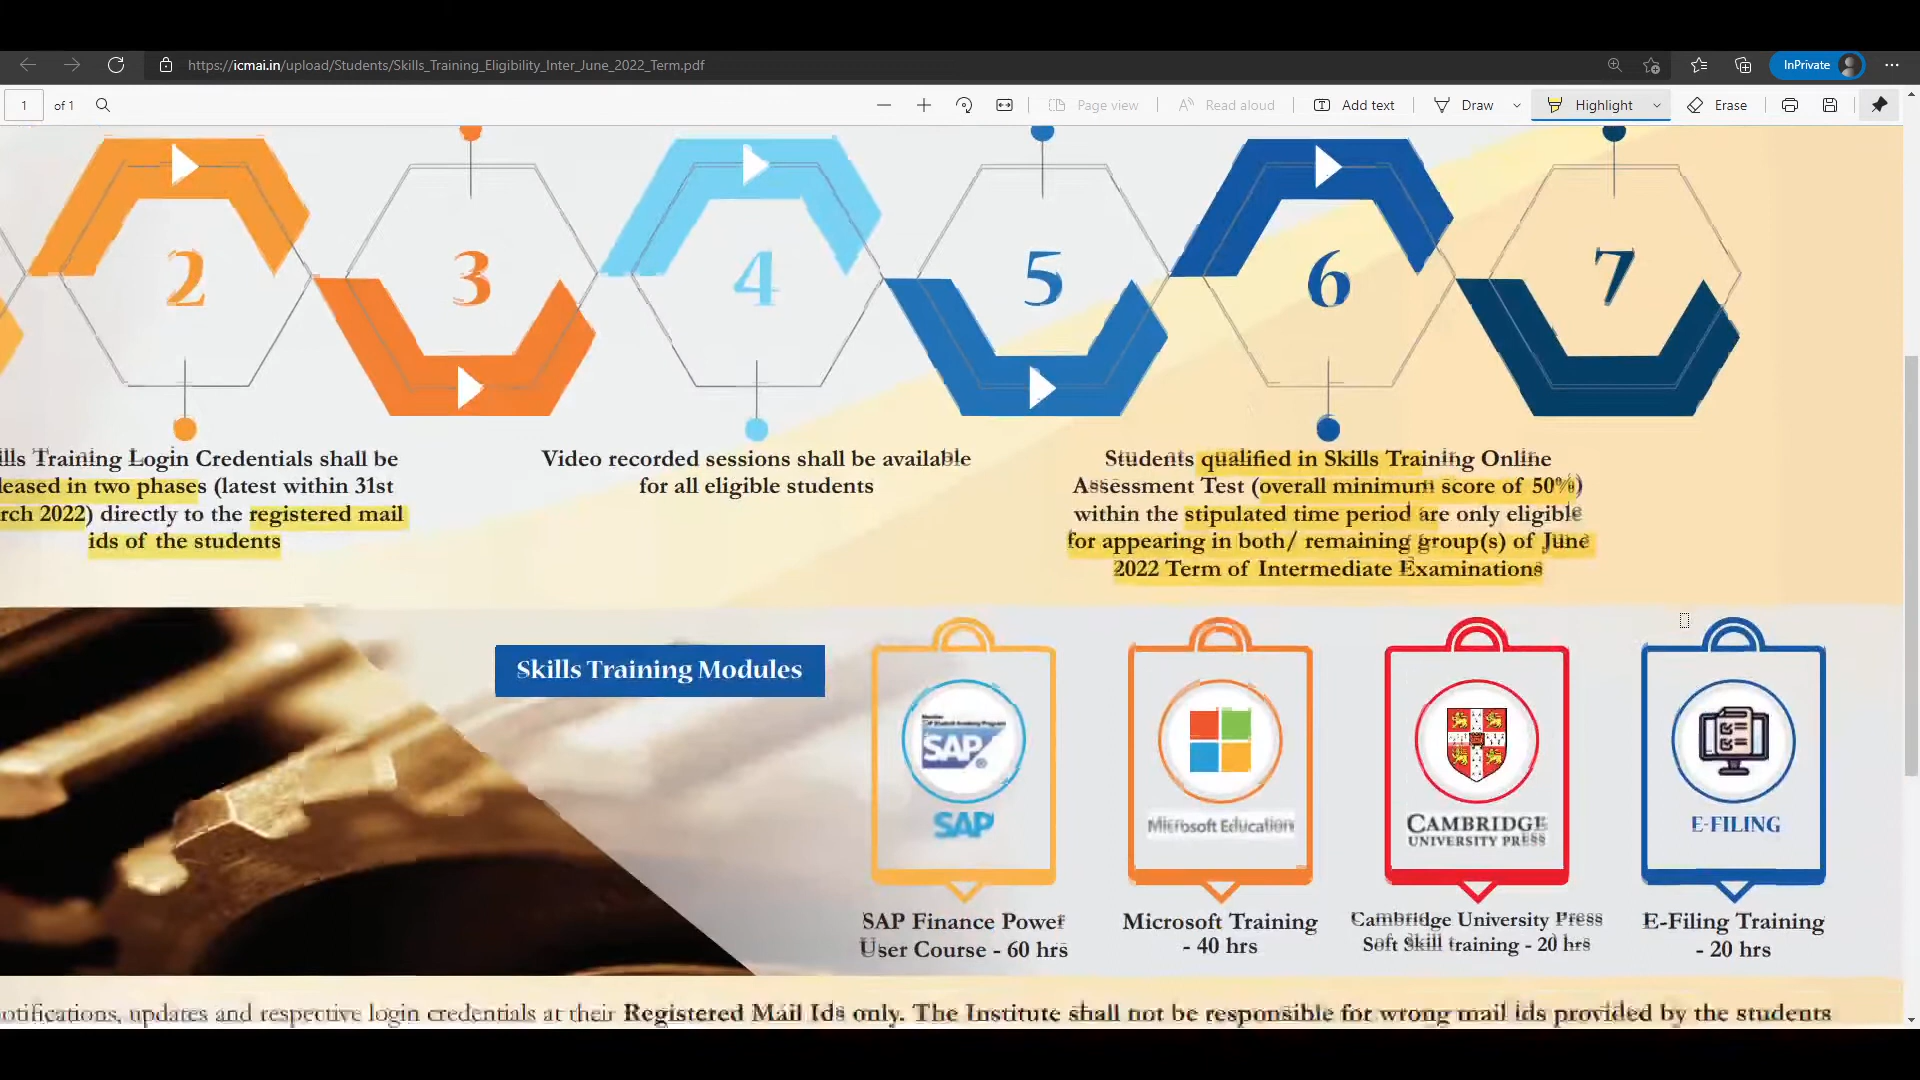 https://icmai.in/upload/Students/Skills_Training_Eligibility_Inter_June_2022_Term.pdf
InPrivate
1 of 1
Page view
Read aloud
Add text
Draw
Highlight
Erase
2
3
4
5
6
7
ills Training Login Credentials shall be
leased in two phases (latest within 31st
rch 2022) directly to the registered mail
ids of the students
Video recorded sessions shall be available
for all eligible students
Students qualified in Skills Training Online
Assessment Test (overall minimum score of 50%)
within the stipulated time period are only eligible
for appearing in both/ remaining group(s) of June
2022 Term of Intermediate Examinations
Skills Training Modules
SAP
SAP
SAP Finance Power
User Course - 60 hrs
Microsoft Education
Microsoft Training
- 40 hrs
CAMBRIDGE
UNIVERSITY PRESS
Cambridge University Press
Soft Skill training - 20 hrs
E-FILING
E-Filing Training
- 20 hrs
otifications, updates and respective login credentials at their Registered Mail Ids only. The Institute shall not be responsible for wrong mail ids provided by the students